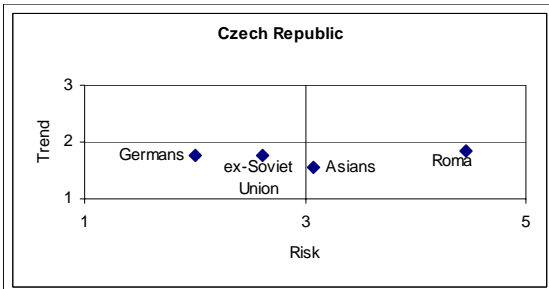 Czech Republic
3
Trend
2
Germans
ex-Soviet
Union
Asians
Roma
1
1
3
5
Risk